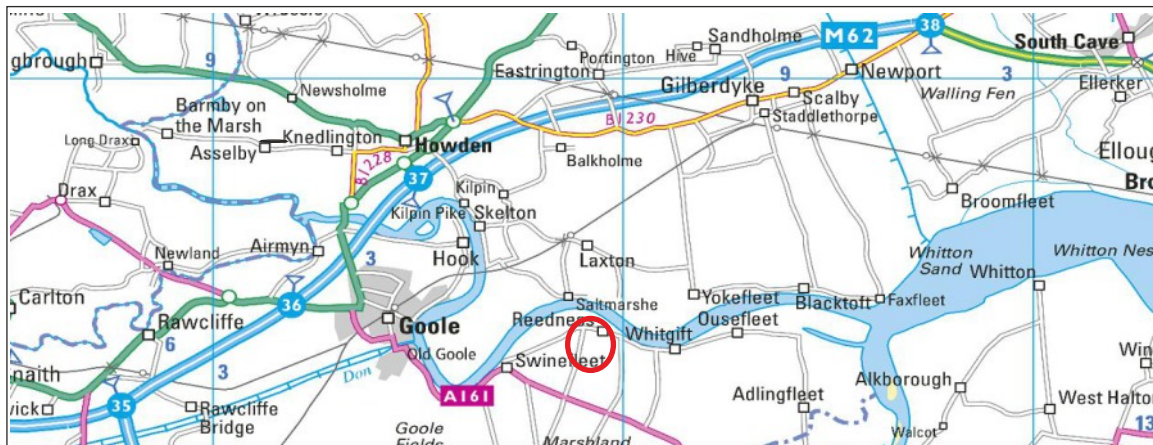 38
M62
Sandholme
South Cave
Portington
Hive
gbrough
9
Eastrington
9
Newport
3
Ellerker
Newsholme
Gilberdyke
Scalby
Walling Fen
Barmby on
the Marsh
Knedlington
B1230
Staddlethorpe
Long Drax
Asselby
Howden
Balkholme
Elloug
B1228
37
Kilpin
Bro
Drax
Kilpin Pike
Skelton
Broomfleet
Newland
Airmyn
3
Hook
Laxton
Whitton
Sand
Whitton Nes
Whitton
Carlton
36
Saltmarshe
Yokefleet
Blacktoft
Faxfleet
Rawcliffe
6
Goole
Reedness
Whitgift
Ousefleet
Old Goole
Swinefleet
naith
3
Don
A161
Alkborough
Win
wick
35
Rawcliffe
Bridge
Adlingfleet
West Halton
Goole
Fields
Marshland
Walcot
13